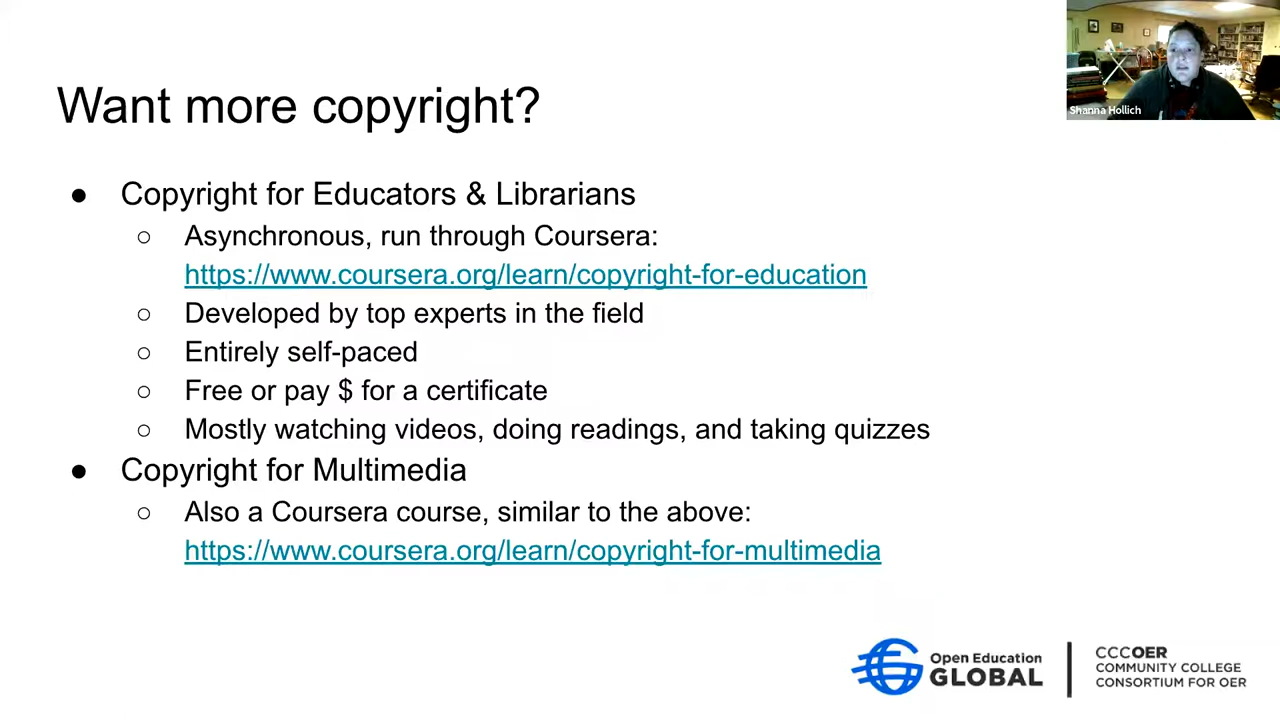 Shanna Hollich
Want more copyright?
● Copyright for Educators & Librarians
○ Asynchronous, run through Coursera:
https://www.coursera.org/learn/copyright-for-education
○ Developed by top experts in the field
○ Entirely self-paced
○ Free or pay $ for a certificate
○ Mostly watching videos, doing readings, and taking quizzes
● Copyright for Multimedia
○ Also a Coursera course, similar to the above:
https://www.coursera.org/learn/copyright-for-multimedia
Open Education
GLOBAL
CCCOER
COMMUNITY COLLEGE
CONSORTIUM FOR OER